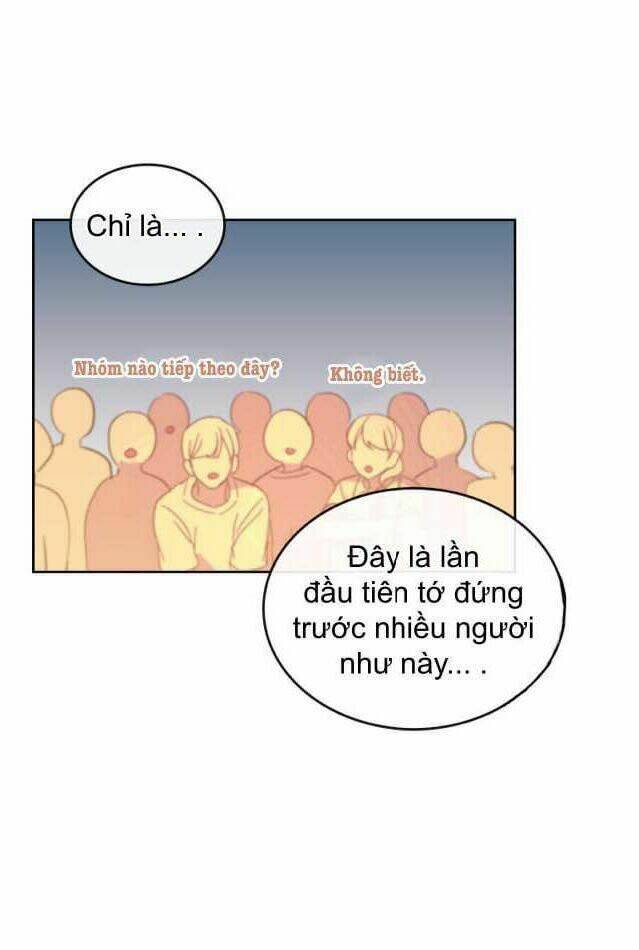 Chỉ là... .
Nhóm nào tiếp theo đây?
Không biết.
Đây là lần
đầu tiên tớ đứng
trước nhiều người
như này... .